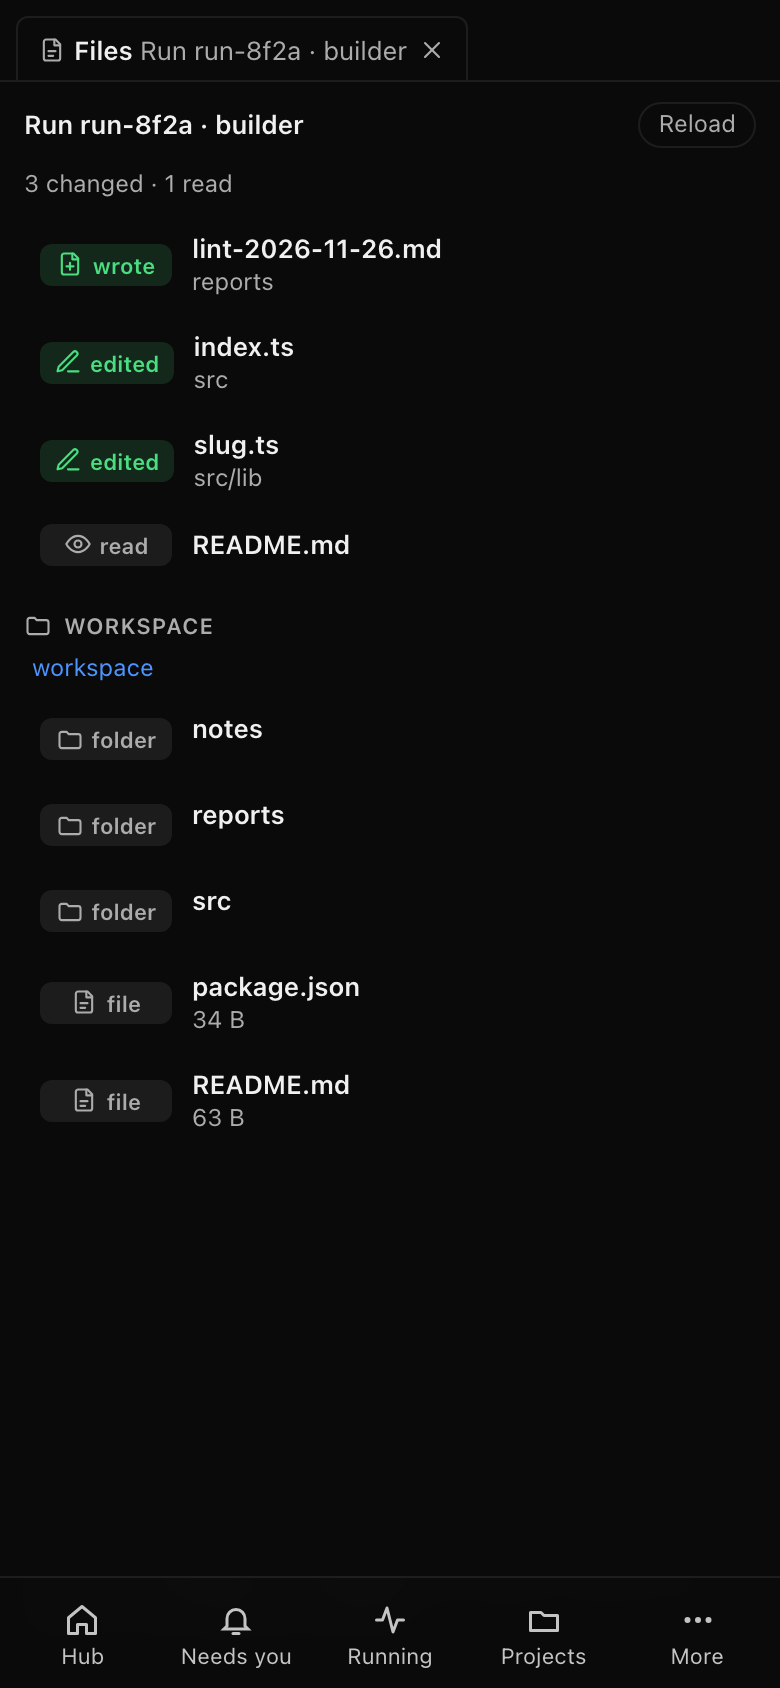 Files Run run-8f2a · builder
Run run-8f2a · builder
Reload
3 changed · 1 read
wrote
lint-2026-11-26.md
reports
edited
index.ts
src
edited
slug.ts
src/lib
read
README.md
WORKSPACE
workspace
folder
notes
folder
reports
folder
src
file
package.json
34 B
file
README.md
63 B
Hub
Needs you
Running
Projects
More